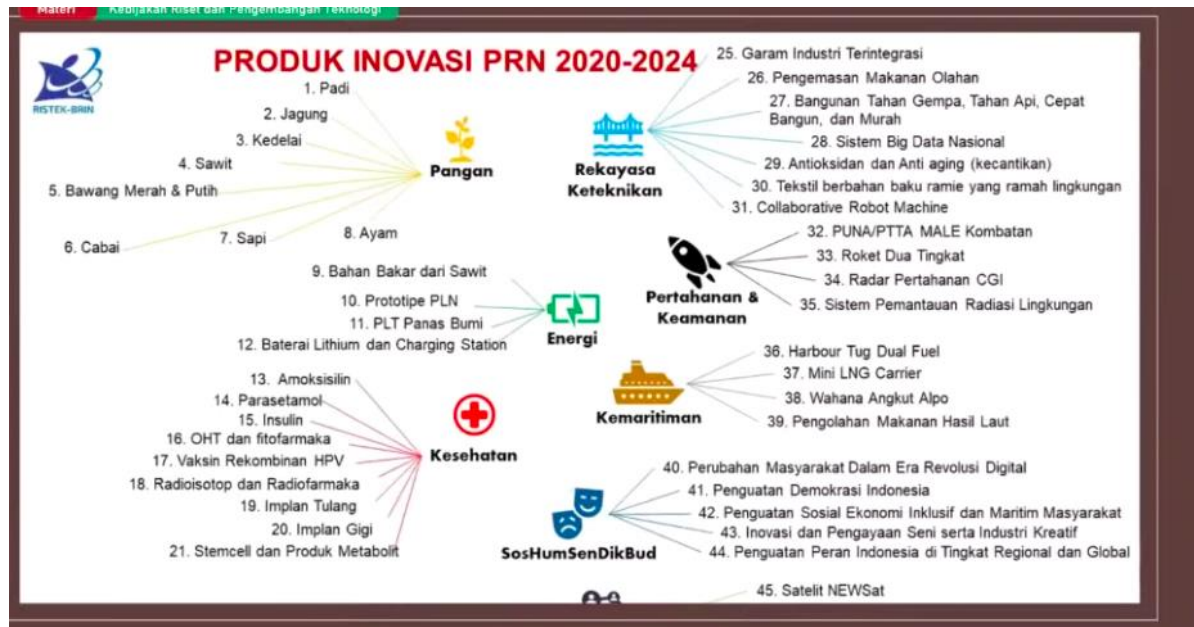 Materi
Kebijakan Riset dan Pengembangan Teknologi
RISTEK-BRIN
PRODUK INOVASI PRN 2020-2024
1. Padi
2. Jagung
3. Kedelai
4. Sawit
5. Bawang Merah & Putih
6. Cabai
7. Sapi
8. Ayam
Pangan
9. Bahan Bakar dari Sawit
10. Prototipe PLN
11. PLT Panas Bumi
12. Baterai Lithium dan Charging Station
Energi
13. Amoksisilin
14. Parasetamol
15. Insulin
16. OHT dan fitofarmaka
17. Vaksin Rekombinan HPV
18. Radioisotop dan Radiofarmaka
19. Implan Tulang
20. Implan Gigi
21. Stemcell dan Produk Metabolit
Kesehatan
25. Garam Industri Terintegrasi
26. Pengemasan Makanan Olahan
27. Bangunan Tahan Gempa, Tahan Api, Cepat
Bangun, dan Murah
28. Sistem Big Data Nasional
29. Antioksidan dan Anti aging (kecantikan)
30. Tekstil berbahan baku ramie yang ramah lingkungan
31. Collaborative Robot Machine
Rekayasa
Keteknikan
32. PUNA/PTTA MALE Kombatan
33. Roket Dua Tingkat
34. Radar Pertahanan CGI
35. Sistem Pemantauan Radiasi Lingkungan
Pertahanan &
Keamanan
36. Harbour Tug Dual Fuel
37. Mini LNG Carrier
38. Wahana Angkut Alpo
39. Pengolahan Makanan Hasil Laut
Kemaritiman
40. Perubahan Masyarakat Dalam Era Revolusi Digital
41. Penguatan Demokrasi Indonesia
42. Penguatan Sosial Ekonomi Inklusif dan Maritim Masyarakat
43. Inovasi dan Pengayaan Seni serta Industri Kreatif
44. Penguatan Peran Indonesia di Tingkat Regional dan Global
SosHumSenDikBud
45. Satelit NEWSat